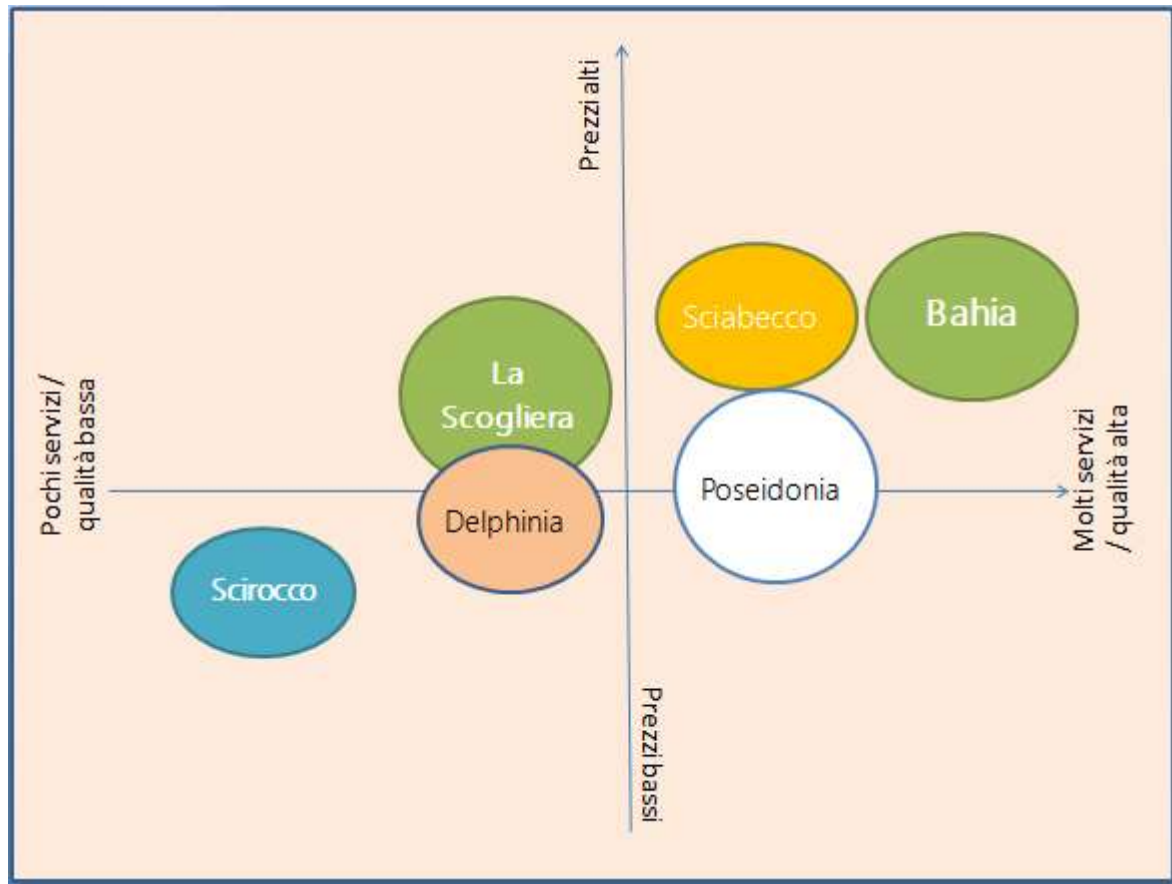 Prezzi alti
Sciabecco
Bahia
La
Scogliera
Pochi servizi /
qualità bassa
Molti servizi
/ qualità alta
Poseidonia
Delphinia
Scirocco
Prezzi bassi